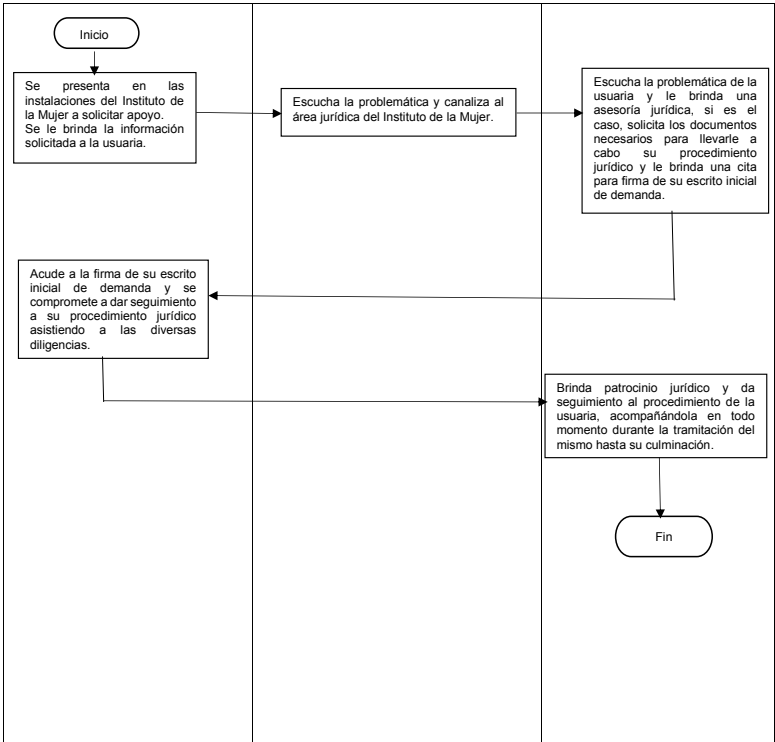 Inicio
Se presenta en las
instalaciones del Instituto de
la Mujer a solicitar apoyo.
Se le brinda la información
solicitada a la usuaria.
Escucha la problemática y canaliza al
área jurídica del Instituto de la Mujer.
Escucha la problemática de la
usuaria y le brinda una
asesoría jurídica, si es el
caso, solicita los documentos
necesarios para llevarle a
cabo su procedimiento
jurídico y le brinda una cita
para firma de su escrito inicial
de demanda.
Acude a la firma de su escrito
inicial de demanda y se
compromete a dar seguimiento
a su procedimiento jurídico
asistiendo a las diversas
diligencias.
Brinda patrocinio jurídico y da
seguimiento al procedimiento de la
usuaria, acompañándola en todo
momento durante la tramitación del
mismo hasta su culminación.
Fin